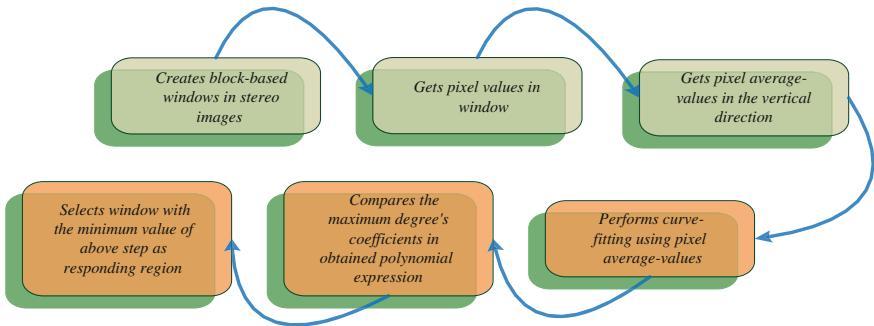 Creates block-based
windows in stereo
images
Gets pixel values in
window
Gets pixel average-
values in the vertical
direction
Performs curve-
fitting using pixel
average-values
Compares the
maximum degree's
coefficients in
obtained polynomial
expression
Selects window with
the minimum value of
above step as
responding region